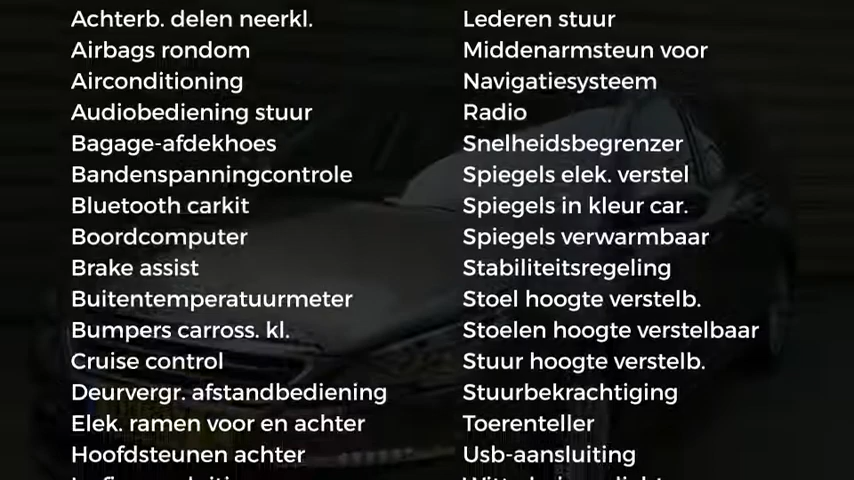 Achterb. delen neerkl.
Airbags rondom
Airconditioning
Audiobediening stuur
Bagage-afdekhoes
Bandenspanningcontrole
Bluetooth carkit
Boordcomputer
Brake assist
Buitentemperatuurmeter
Bumpers carross. kl.
Cruise control
Deurvergr. afstandbediening
Elek. ramen voor en achter
Hoofdsteunen achter
Lederen stuur
Middenarmsteun voor
Navigatiesysteem
Radio
Snelheidsbegrenzer
Spiegels elek. verstel
Spiegels in kleur car.
Spiegels verwarmbaar
Stabiliteitsregeling
Stoel hoogte verstelb.
Stoelen hoogte verstelbaar
Stuur hoogte verstelb.
Stuurbekrachtiging
Toerenteller
Usb-aansluiting